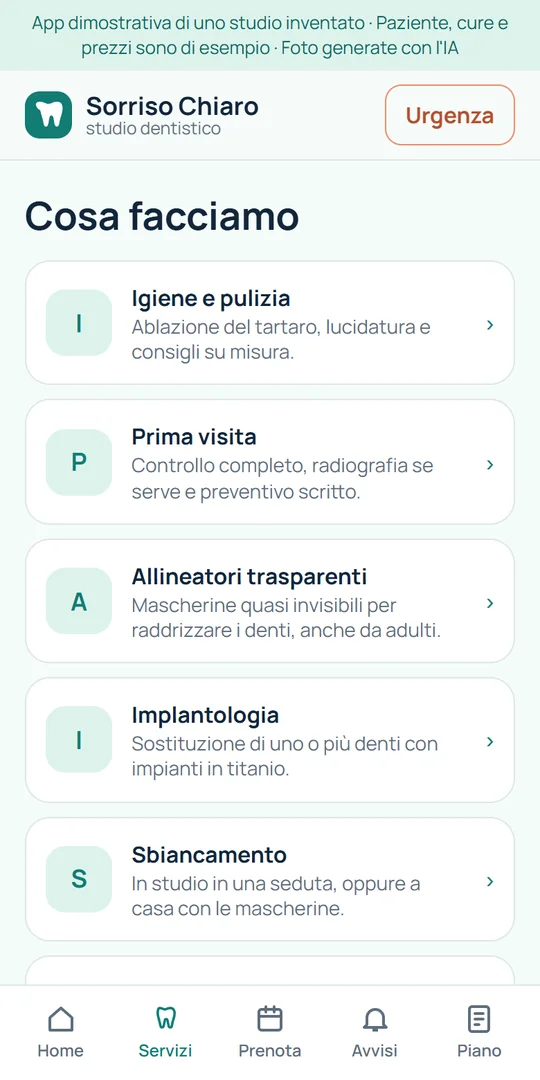 App dimostrativa di uno studio inventato · Paziente, cure e
prezzi sono di esempio · Foto generate con l'IA
Sorriso Chiaro
studio dentistico
Urgenza
Cosa facciamo
I
Igiene e pulizia
Ablazione del tartaro, lucidatura e
consigli su misura.
›
P
Prima visita
Controllo completo, radiografia se
serve e preventivo scritto.
›
A
Allineatori trasparenti
Mascherine quasi invisibili per
raddrizzare i denti, anche da adulti.
›
I
Implantologia
Sostituzione di uno o più denti con
impianti in titanio.
›
S
Sbiancamento
In studio in una seduta, oppure a
casa con le mascherine.
›
Home
Servizi
Prenota
Avvisi
Piano